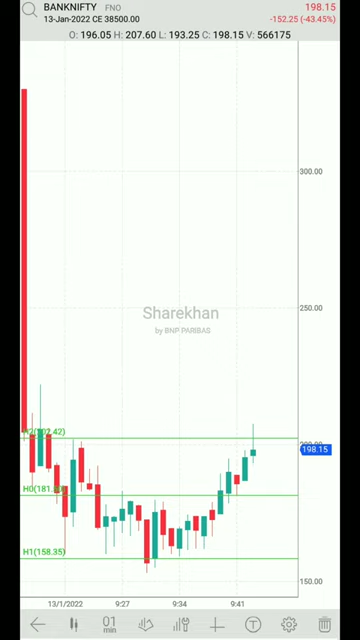 BANKNIFTY FNO 198.15
13-Jan-2022 CE 38500.00 -152.25 (-43.45%)
O: 196.05 H: 207.60 L: 193.25 C: 198.15 V: 566175
300.00
250.00
Sharekhan
by BNP PARIBAS
198.15
H1(158.35)
150.00
13/1/2022 9:27 9:34 9:41
01
min
T